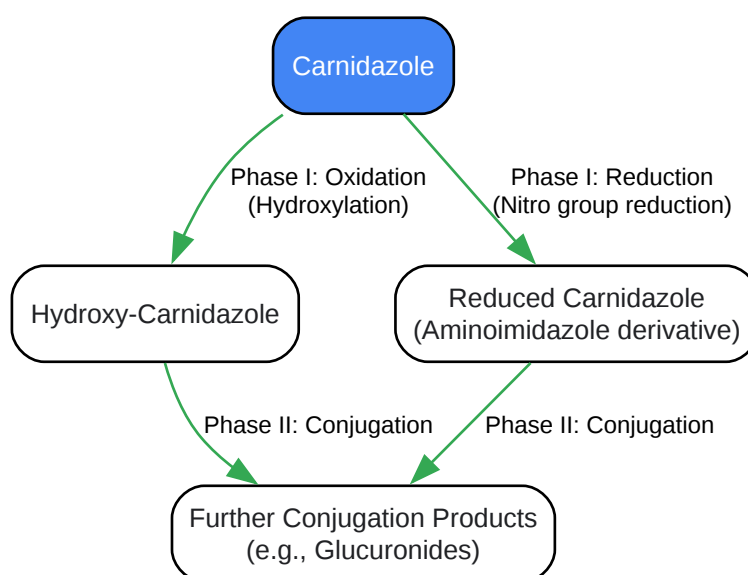 Carnidazole
Phase I: Oxidation
(Hydroxylation)
Phase I: Reduction
(Nitro group reduction)
Hydroxy-Carnidazole
Reduced Carnidazole
(Aminoimidazole derivative)
Phase II: Conjugation
Phase II: Conjugation
Further Conjugation Products
(e.g., Glucuronides)